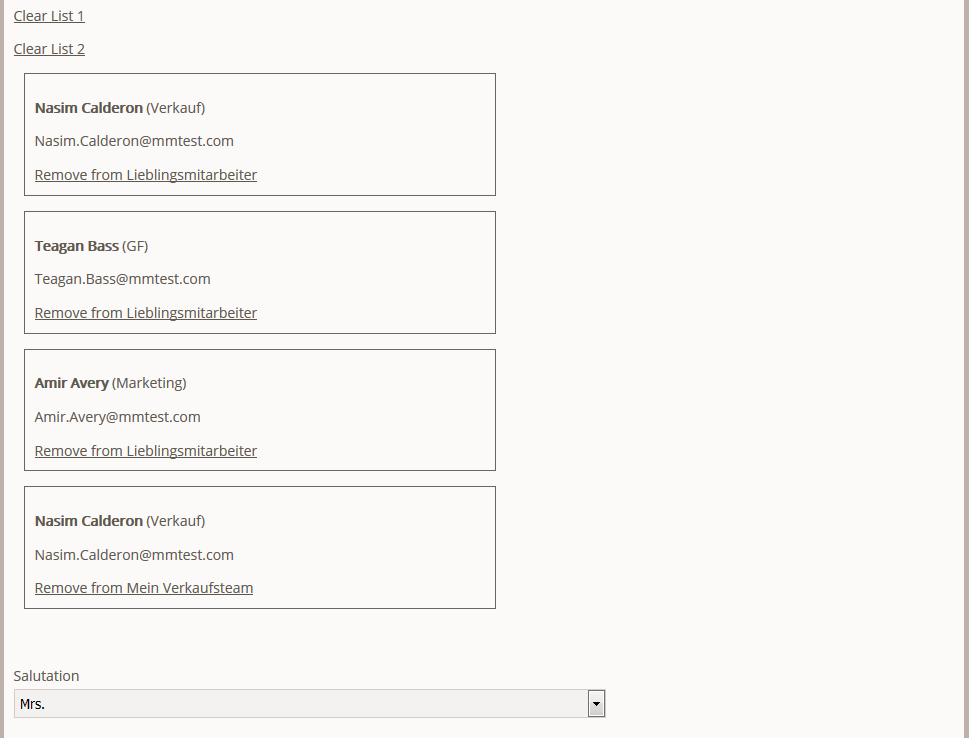 Clear List 1
Clear List 2
Nasim Calderon (Verkauf)
Nasim.Calderon@mmtest.com
Remove from Lieblingsmitarbeiter
Teagan Bass (GF)
Teagan.Bass@mmtest.com
Remove from Lieblingsmitarbeiter
Amir Avery (Marketing)
Amir.Avery@mmtest.com
Remove from Lieblingsmitarbeiter
Nasim Calderon (Verkauf)
Nasim.Calderon@mmtest.com
Remove from Mein Verkaufsteam
Salutation
Mrs.